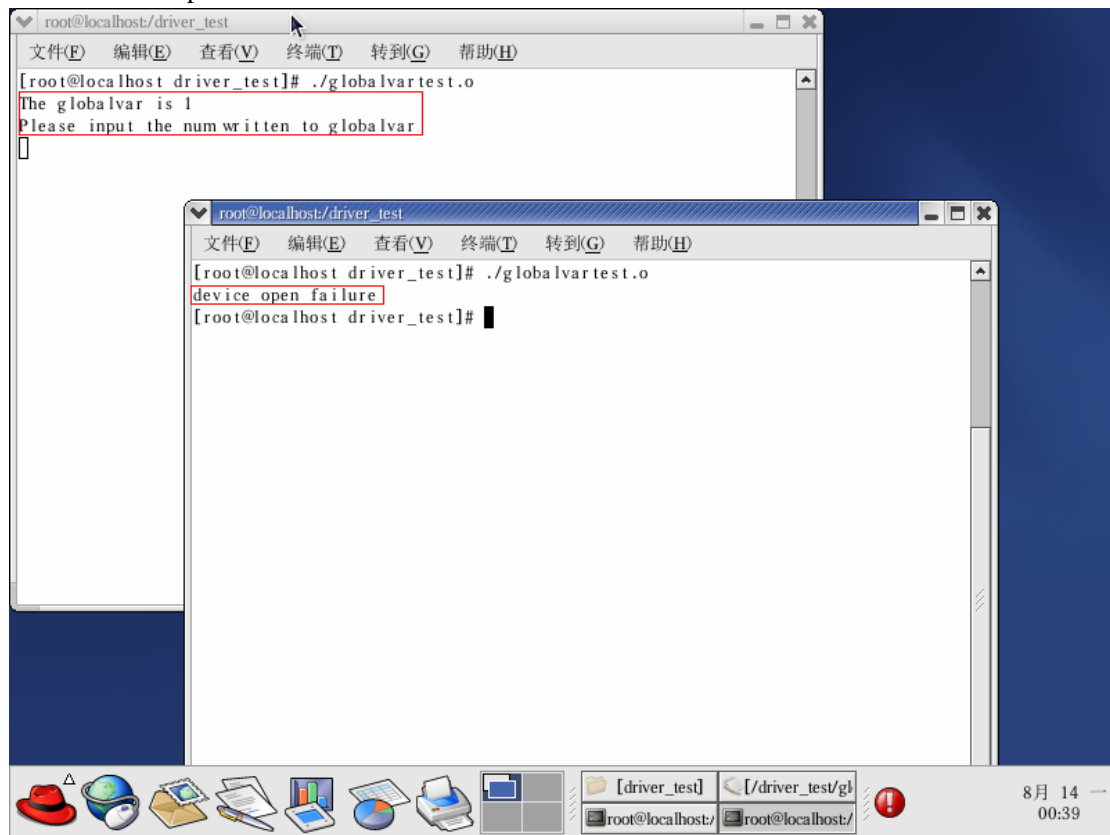 root@localhost:/driver_test
文件(F) 编辑(E) 查看(V) 终端(T) 转到(G) 帮助(H)
[root@localhost driver_test]# ./globalvartest.o
The globalvar is 1
Please input the num written to globalvar
root@localhost:/driver_test
文件(F) 编辑(E) 查看(V) 终端(T) 转到(G) 帮助(H)
[root@localhost driver_test]# ./globalvartest.o
device open failure
[root@localhost driver_test]#
[driver_test] [/driver_test/gl
root@localhost:/ root@localhost:/
8月 14 一
00:39